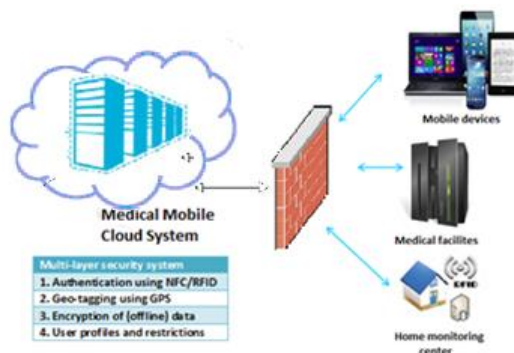 Medical Mobile
Cloud System
Multi-layer security system
1. Authentication using NFC/RFID
2. Geo-tagging using GPS
3. Encryption of (offline) data
4. User profiles and restrictions
Mobile devices
Medical facilites
RFID
Home monitoring
center